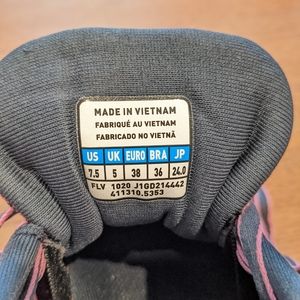 MADE IN VIETNAM
FABRIQUÉ AU VIETNAM
FABRICADO NO VIETNÃ
US UK EURO BRA JP
7.5 5 38 36 24.0
FLV 1020 J1GD214442
411310.5353